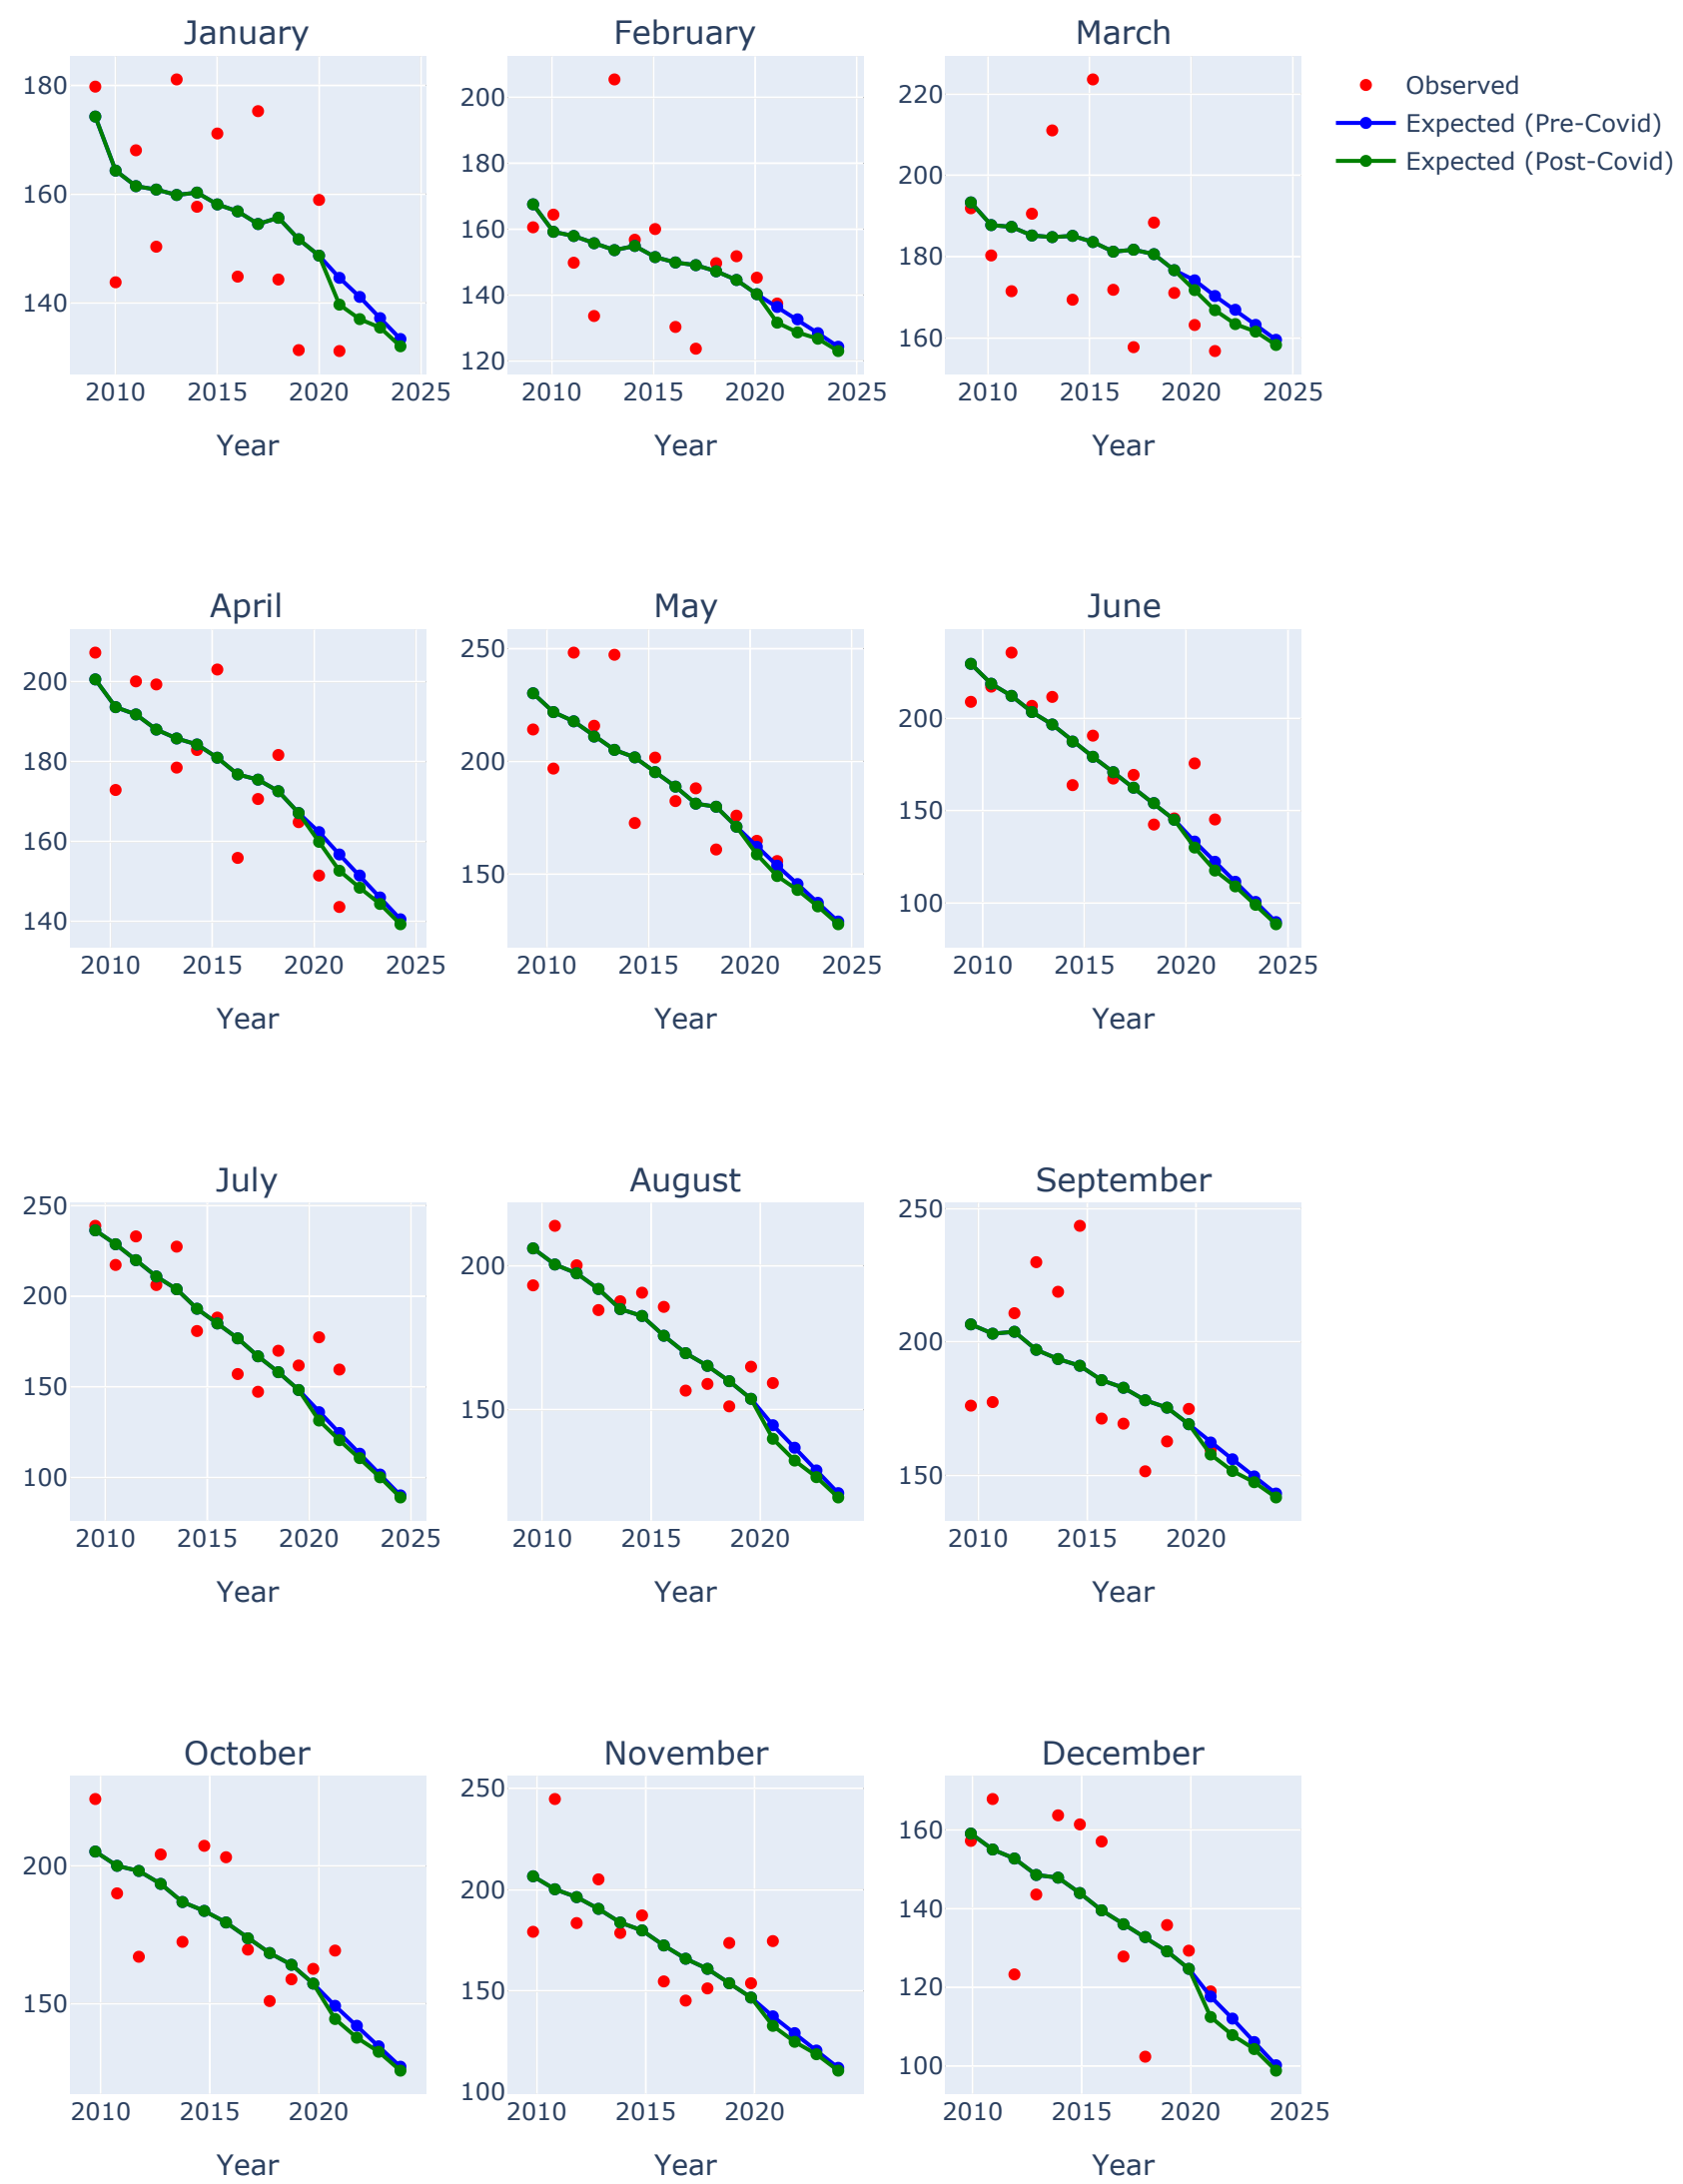 January February March
180
160
140
2010 2015 2020 2025
Year
200
180
160
140
120
2010 2015 2020 2025
Year
220
200
180
160
2010 2015 2020 2025
Year
Observed
Expected (Pre-Covid)
Expected (Post-Covid)
April May June
200
180
160
140
2010 2015 2020 2025
Year
250
200
150
2010 2015 2020 2025
Year
200
150
100
2010 2015 2020 2025
Year
July August September
250
200
150
100
2010 2015 2020 2025
Year
200
150
2010 2015 2020
Year
250
200
150
2010 2015 2020
Year
October November December
200
150
2010 2015 2020
Year
250
200
150
100
2010 2015 2020
Year
160
140
120
100
2010 2015 2020 2025
Year